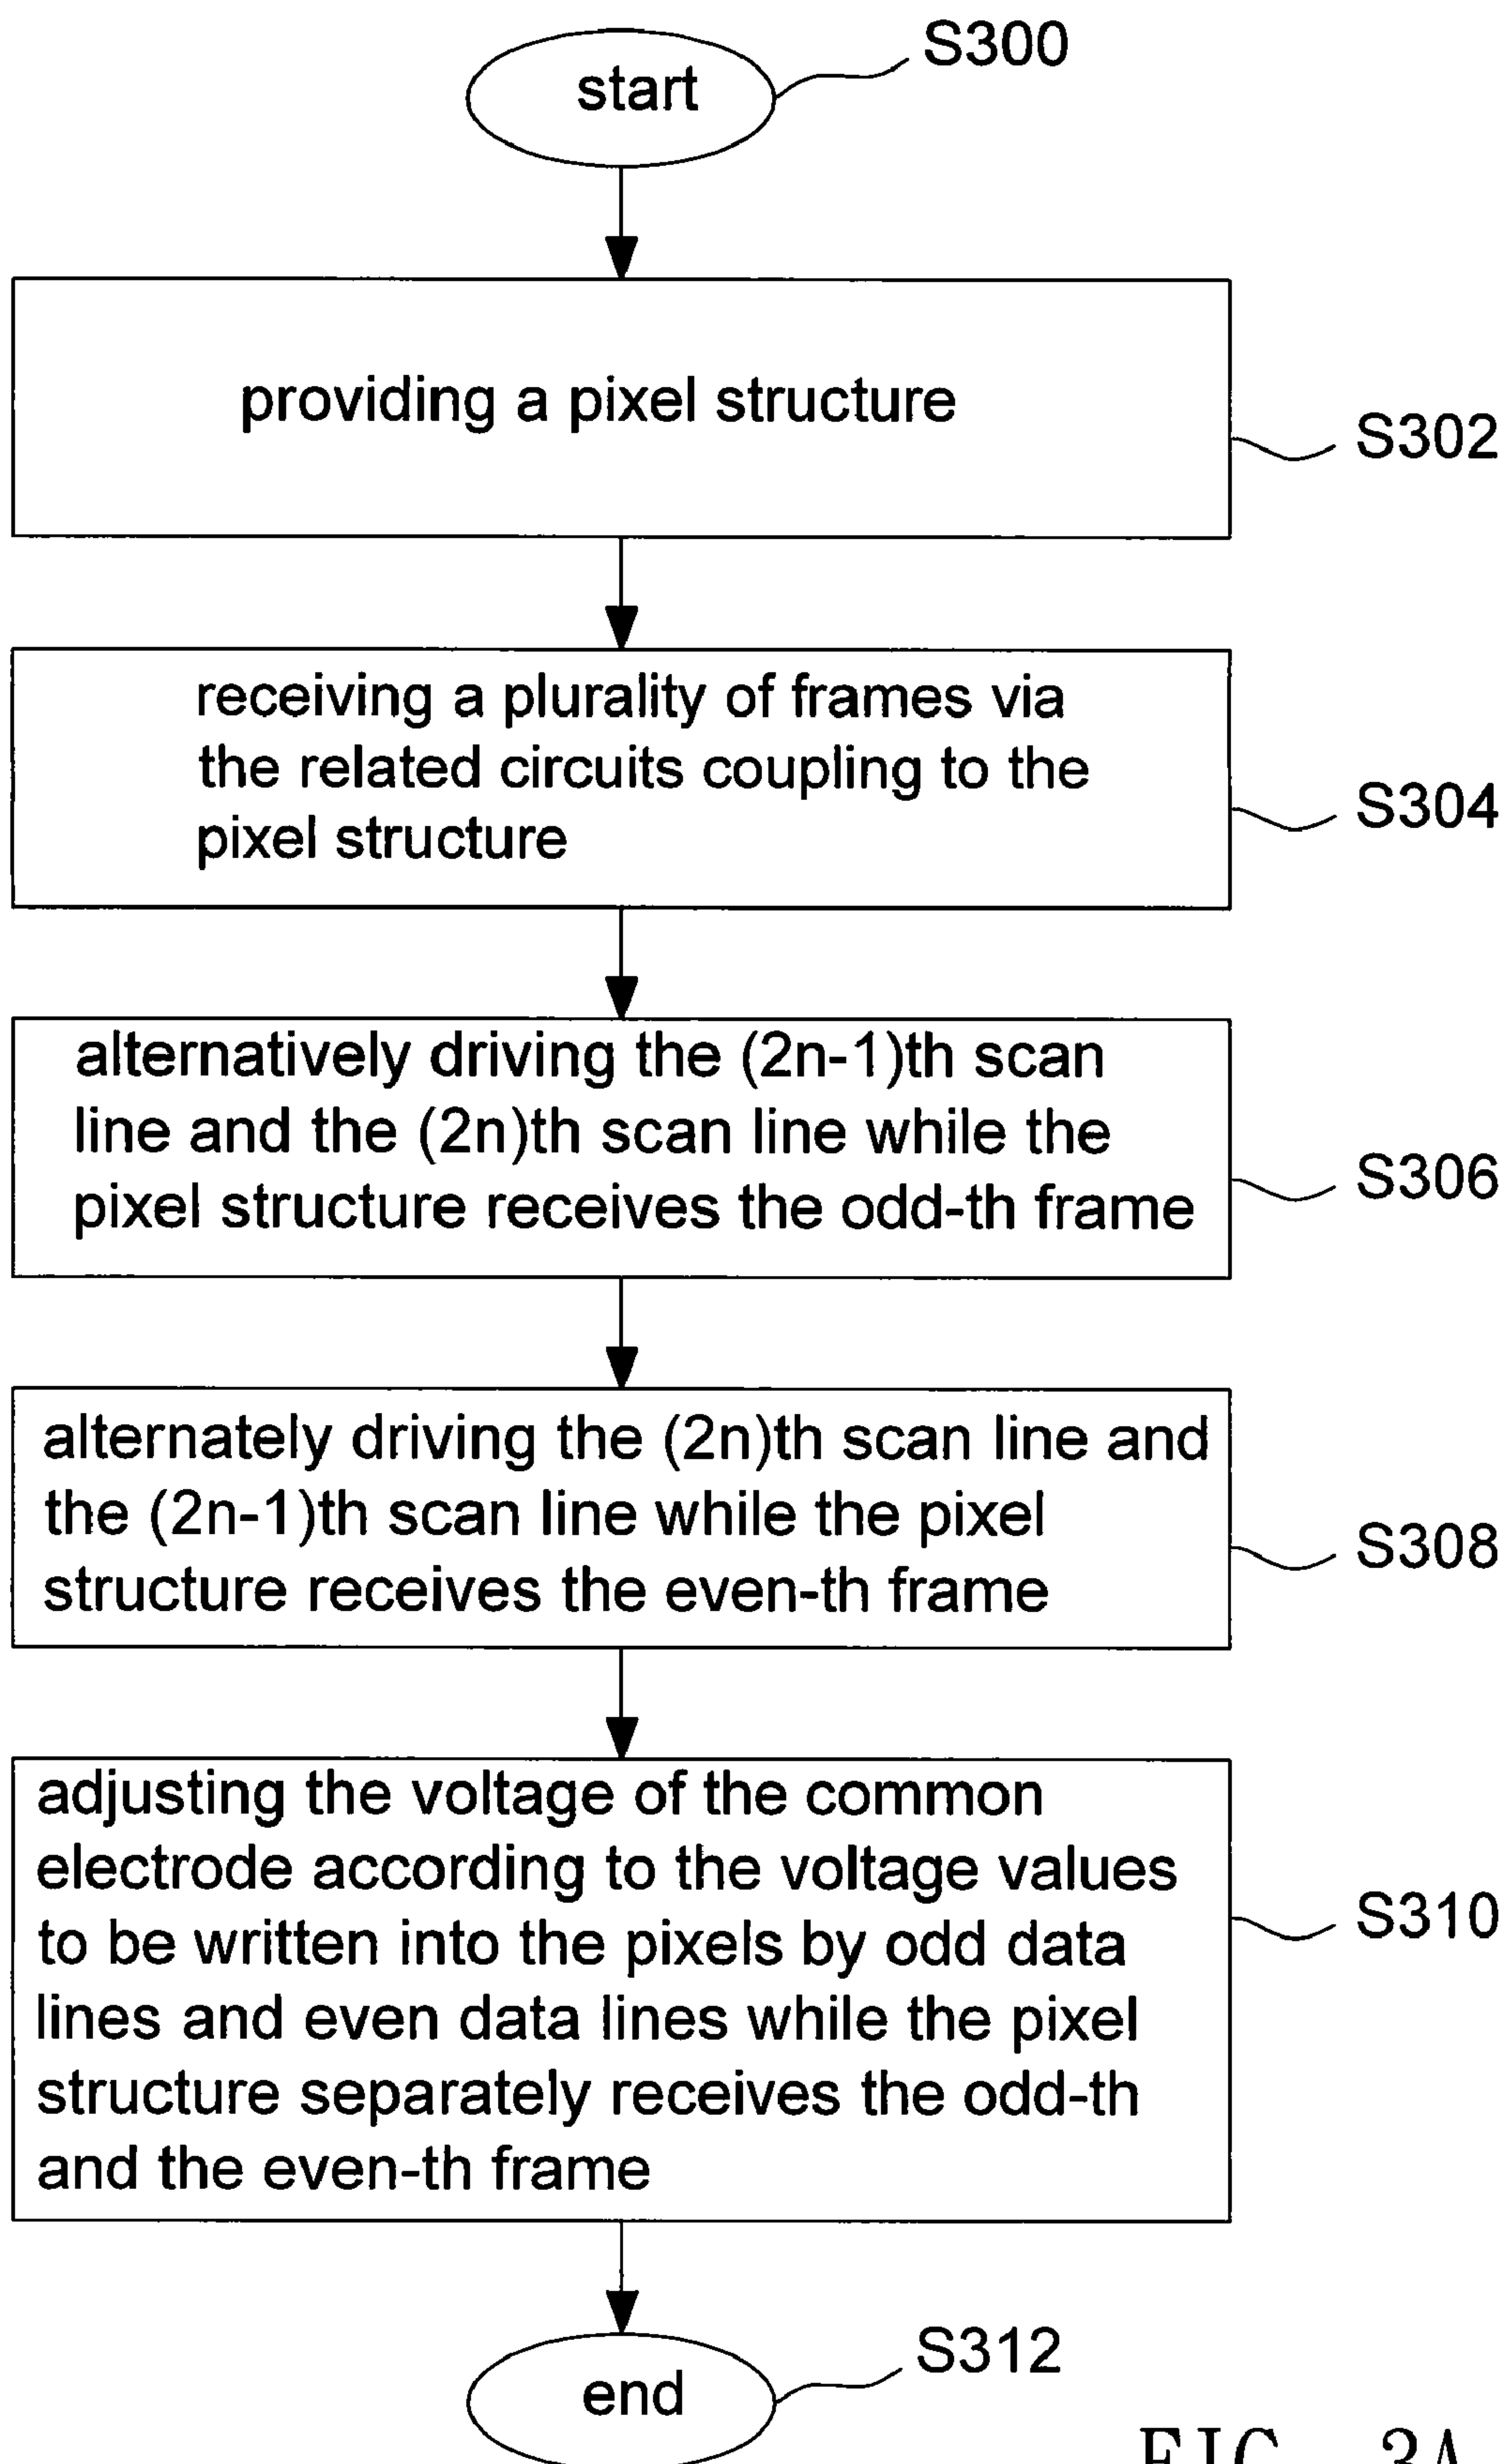 start
S300
providing a pixel structure
S302
receiving a plurality of frames via
the related circuits coupling to the
pixel structure
S304
alternatively driving the (2n-1)th scan
line and the (2n)th scan line while the
pixel structure receives the odd-th frame
S306
alternately driving the (2n)th scan line and
the (2n-1)th scan line while the pixel
structure receives the even-th frame
S308
adjusting the voltage of the common
electrode according to the voltage values
to be written into the pixels by odd data
lines and even data lines while the pixel
structure separately receives the odd-th
and the even-th frame
S310
end
S312
FIG. 3A